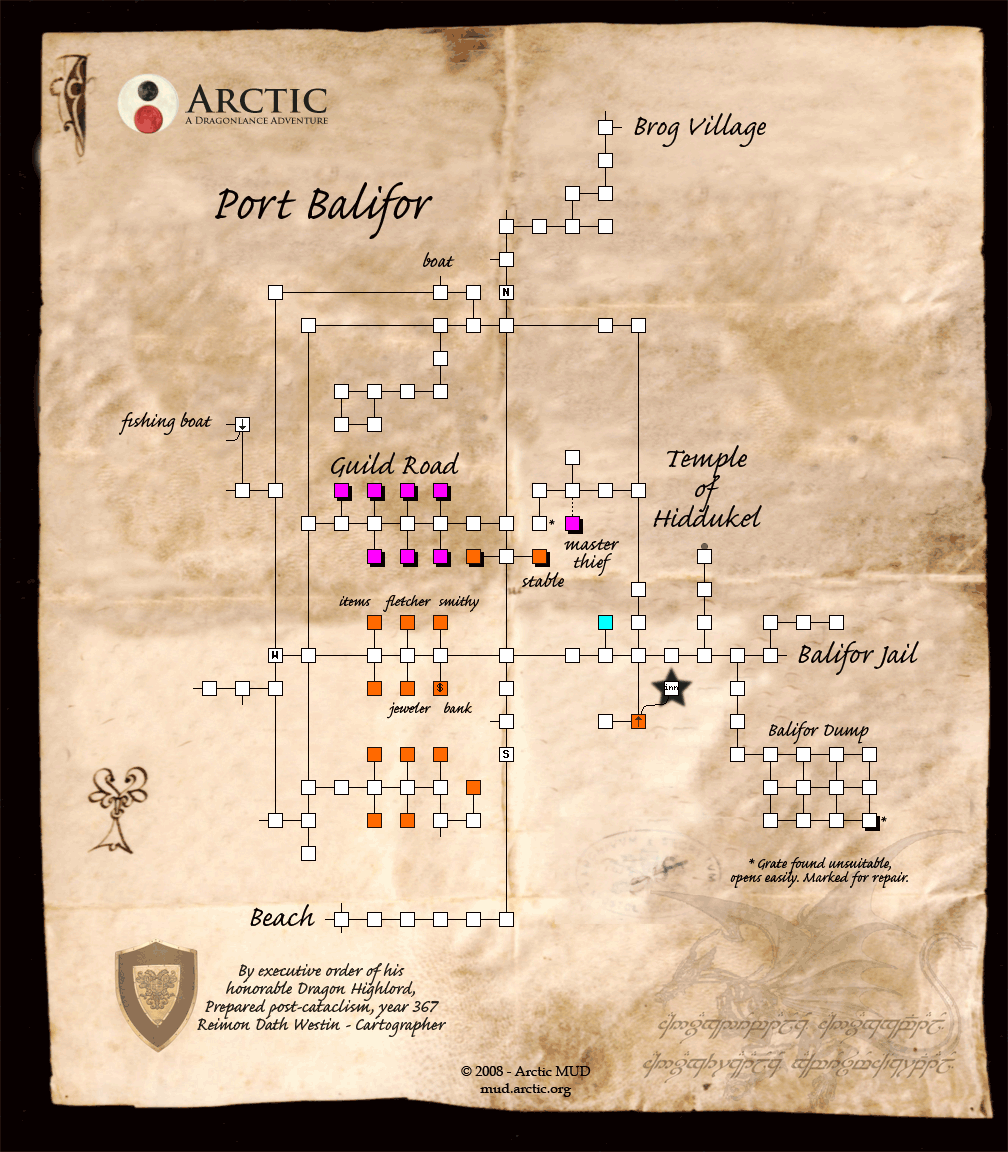 ARCTIC
A DRAGONLANCE ADVENTURE
Brog Village
Port Balifor
boat
N
fishing boat
Guild Road
Temple
of
Hiddukel
*
master
thief
stable
items fletcher smithy
W
Balifor Jail
inn
$
jeweler bank
S
Balifor Dump
*
* Grate found unsuitable,
opens easily. Marked for repair.
Beach
By executive order of his
honorable Dragon Highlord,
Prepared post-cataclism, year 367
Reimon Dath Westin - Cartographer
© 2008 - Arctic MUD
mud.arctic.org